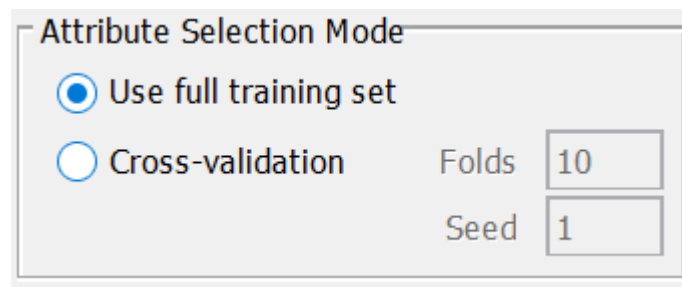 Attribute Selection Mode
Use full training set
Cross-validation Folds 10
Seed 1